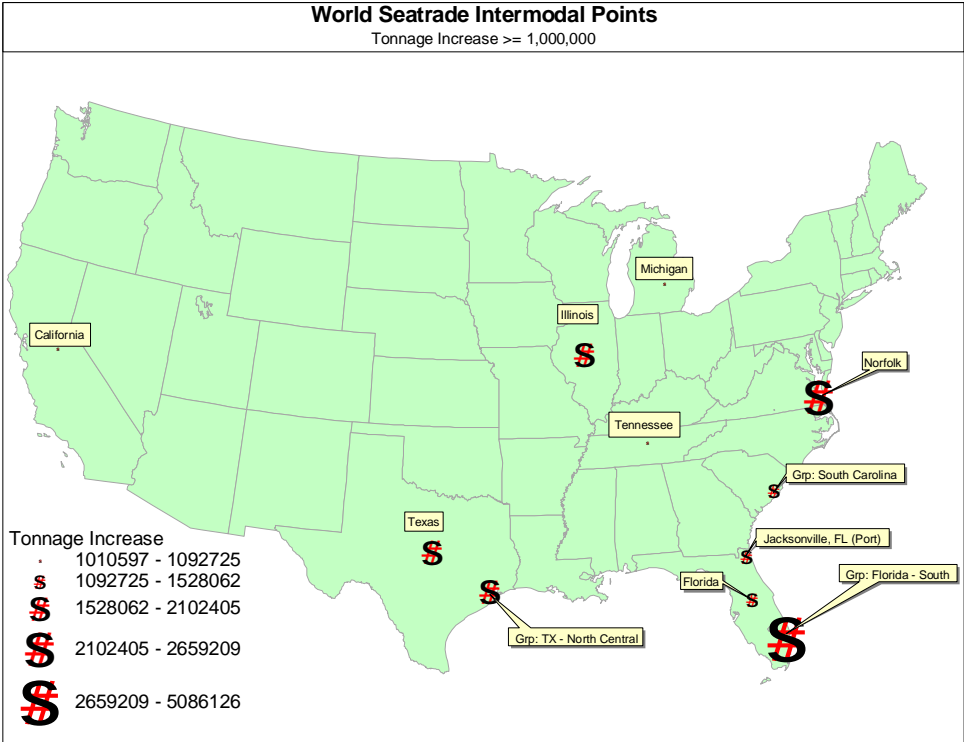 World Seatrade Intermodal Points
Tonnage Increase >= 1,000,000
Michigan
Illinois
California
Norfolk
Tennessee
Grp: South Carolina
Texas
Jacksonville, FL (Port)
Florida
Grp: Florida - South
Grp: TX - North Central
Tonnage Increase
1010597 - 1092725
1092725 - 1528062
1528062 - 2102405
2102405 - 2659209
2659209 - 5086126